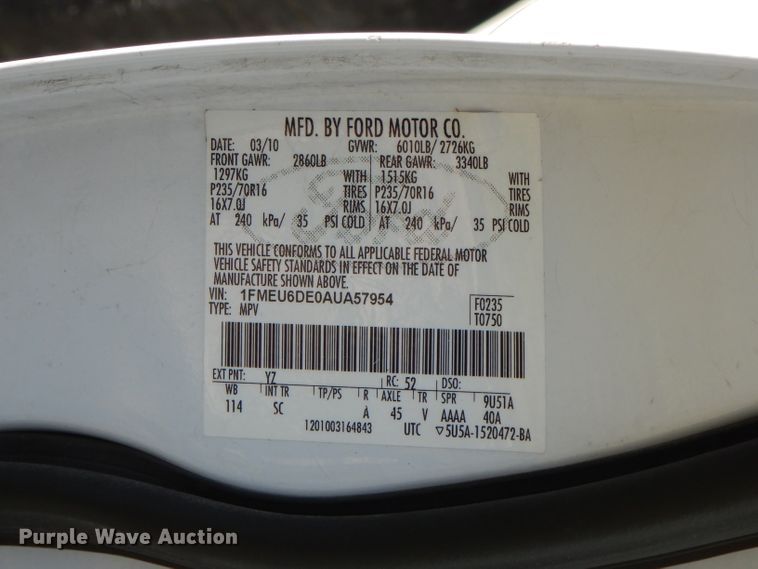 MFD. BY FORD MOTOR CO.
DATE: 03/10 GVWR: 6010LB/ 2726KG
FRONT GAWR: 2860LB REAR GAWR: 3340LB
1297KG WITH 1515KG WITH
P235/70R16 TIRES P235/70R16 TIRES
16X7.0J RIMS 16X7.0J RIMS
AT 240 kPa/ 35 PSI COLD AT 240 kPa/ 35 PSI COLD
THIS VEHICLE CONFORMS TO ALL APPLICABLE FEDERAL MOTOR
VEHICLE SAFETY STANDARDS IN EFFECT ON THE DATE OF
MANUFACTURE SHOWN ABOVE.
VIN: 1FMEU6DE0AUA57954 F0235
TYPE: MPV T0750
EXT PNT: YZ RC: 52 DSO:
WB INT TR TP/PS R AXLE TR SPR 9U51A
114 SC A 45 V AAAA 40A
1201003164843 UTC ▽5U5A-1520472-BA
Ford
Purple Wave Auction